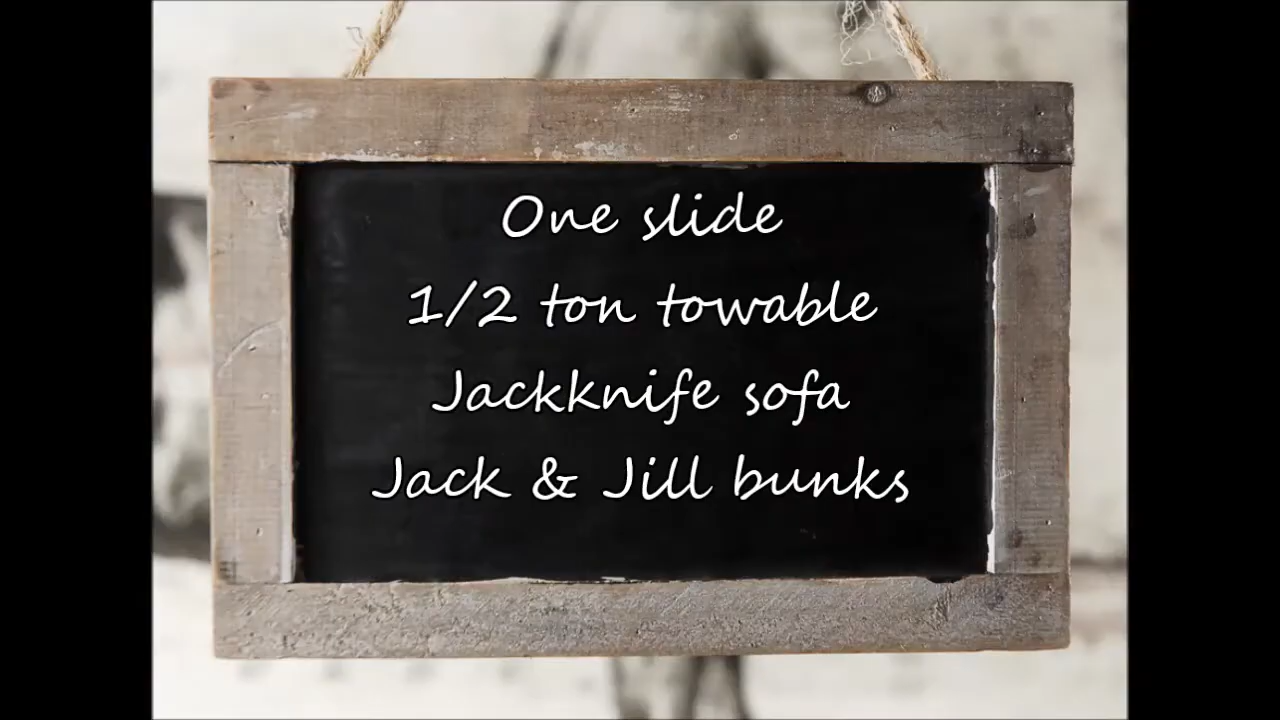 One slide
1/2 ton towable
Jackknife sofa
Jack & Jill bunks